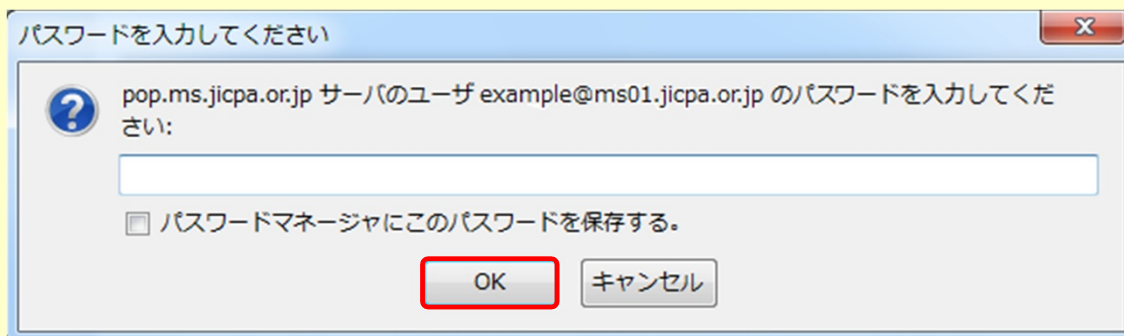 パスワードを入力してください
pop.ms.jicpa.or.jp サーバのユーザ example@ms01.jicpa.or.jp のパスワードを入力してくだ
さい:
パスワードマネージャにこのパスワードを保存する。
OK キャンセル